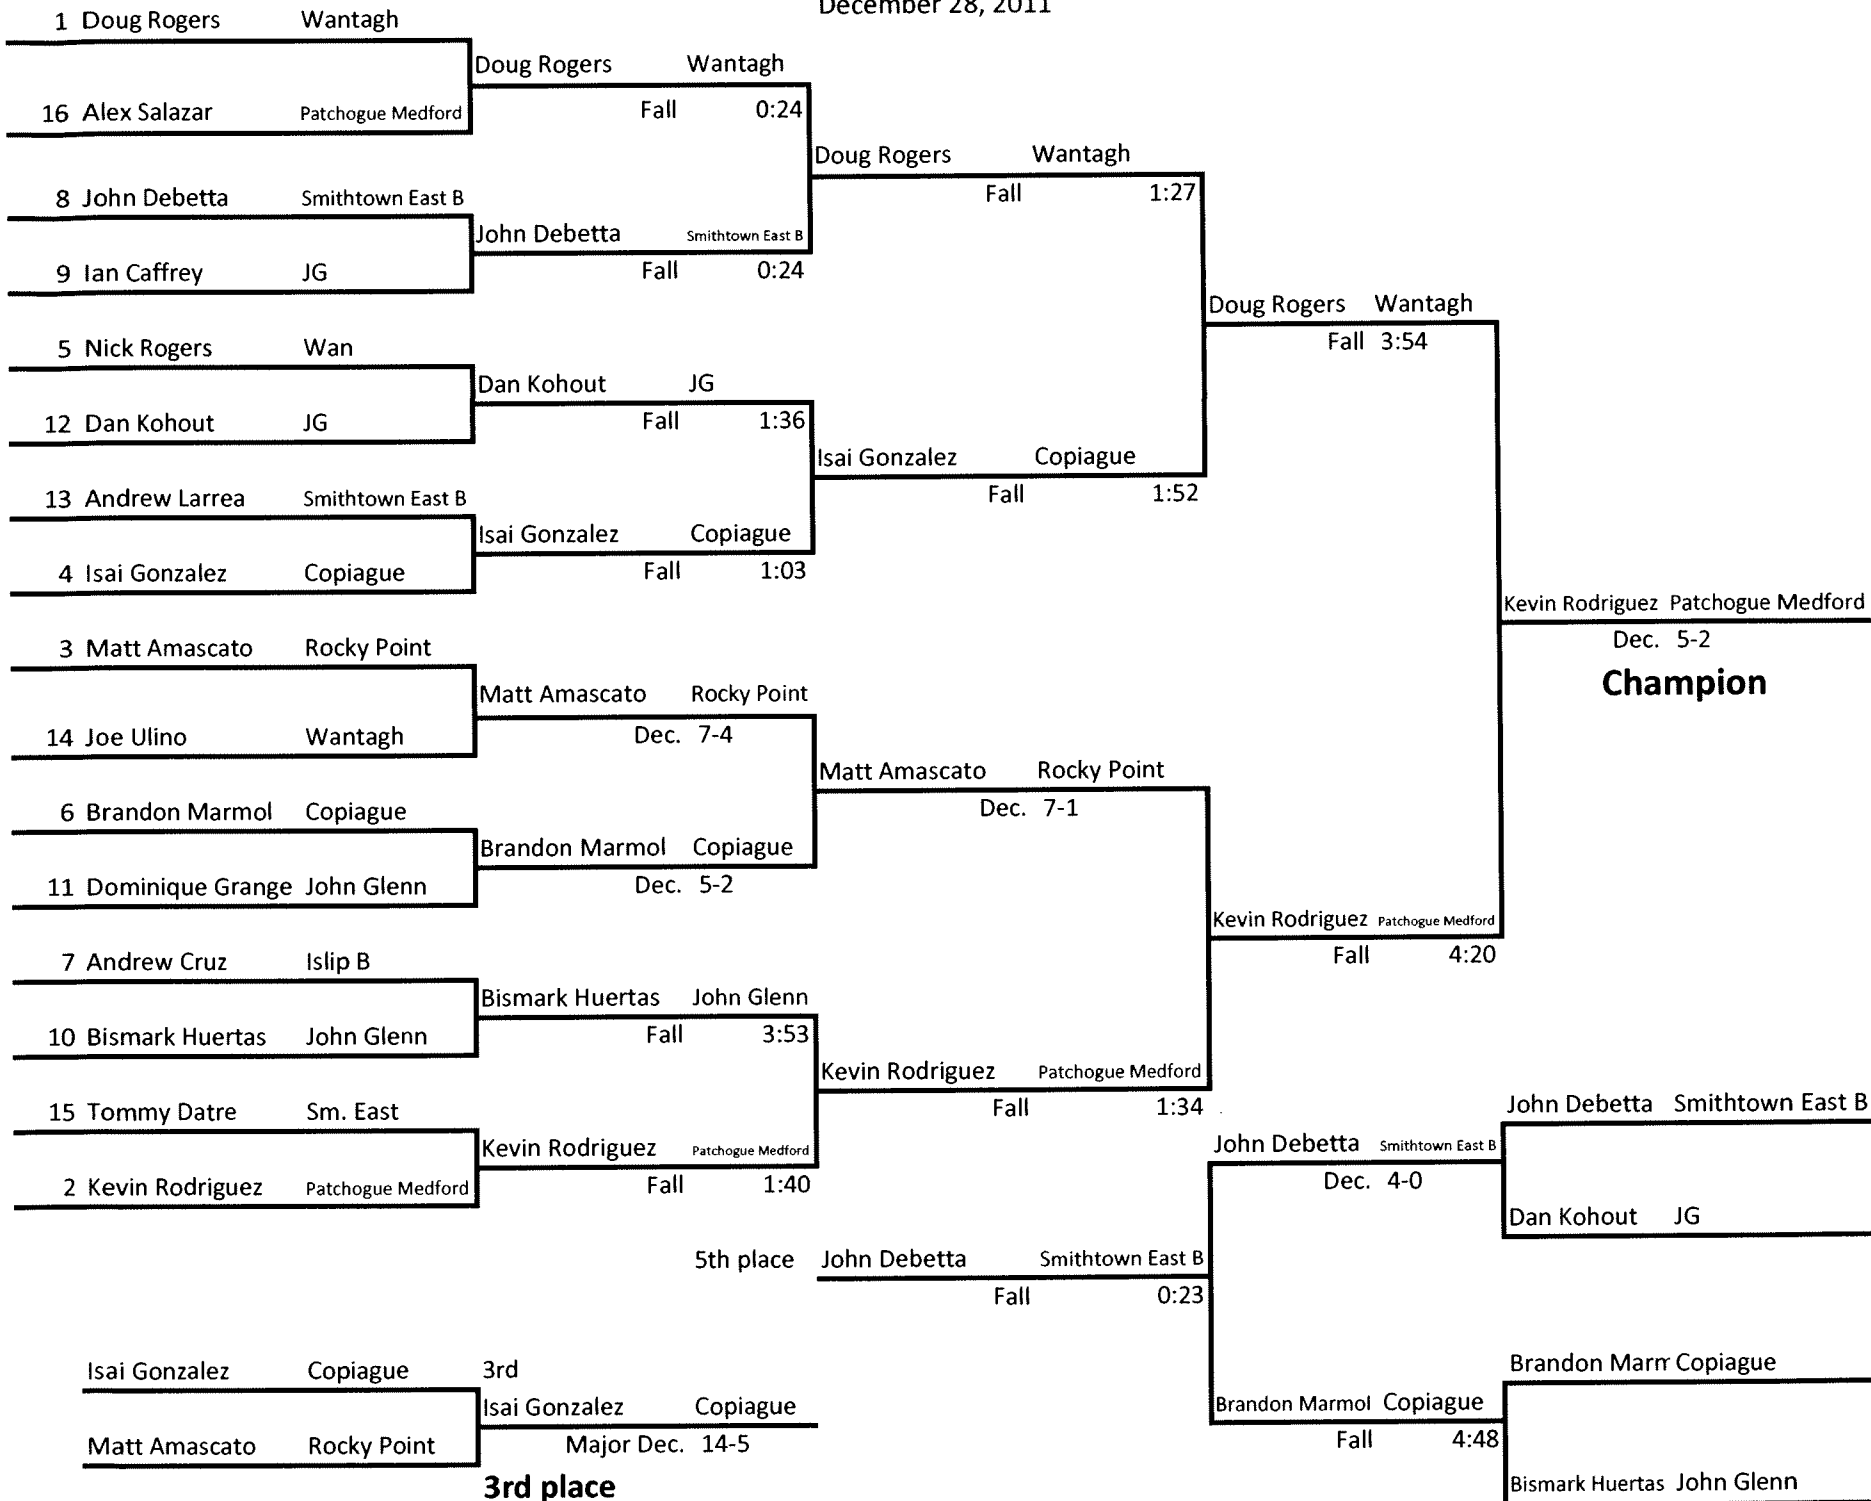 December 28, 2011
1 Doug Rogers Wantagh
Doug Rogers Wantagh
Fall 0:24
16 Alex Salazar Patchogue Medford
Doug Rogers Wantagh
Fall 1:27
8 John Debetta Smithtown East B
John Debetta Smithtown East B
Fall 0:24
9 Ian Caffrey JG
Doug Rogers Wantagh
Fall 3:54
5 Nick Rogers Wan
Dan Kohout JG
Fall 1:36
12 Dan Kohout JG
Isai Gonzalez Copiague
Fall 1:52
13 Andrew Larrea Smithtown East B
Isai Gonzalez Copiague
Fall 1:03
4 Isai Gonzalez Copiague
Kevin Rodriguez Patchogue Medford
Dec. 5-2
Champion
3 Matt Amascato Rocky Point
Matt Amascato Rocky Point
Dec. 7-4
14 Joe Ulino Wantagh
Matt Amascato Rocky Point
Dec. 7-1
6 Brandon Marmol Copiague
Brandon Marmol Copiague
Dec. 5-2
11 Dominique Grange John Glenn
Kevin Rodriguez Patchogue Medford
Fall 4:20
7 Andrew Cruz Islip B
Bismark Huertas John Glenn
Fall 3:53
10 Bismark Huertas John Glenn
Kevin Rodriguez Patchogue Medford
Fall 1:34
15 Tommy Datre Sm. East
Kevin Rodriguez Patchogue Medford
Fall 1:40
2 Kevin Rodriguez Patchogue Medford
John Debetta Smithtown East B
John Debetta Smithtown East B
Dec. 4-0
Dan Kohout JG
5th place John Debetta Smithtown East B
Fall 0:23
Brandon Marm Copiague
Brandon Marmol Copiague
Fall 4:48
Bismark Huertas John Glenn
Isai Gonzalez Copiague 3rd
Isai Gonzalez Copiague
Major Dec. 14-5
Matt Amascato Rocky Point
3rd place